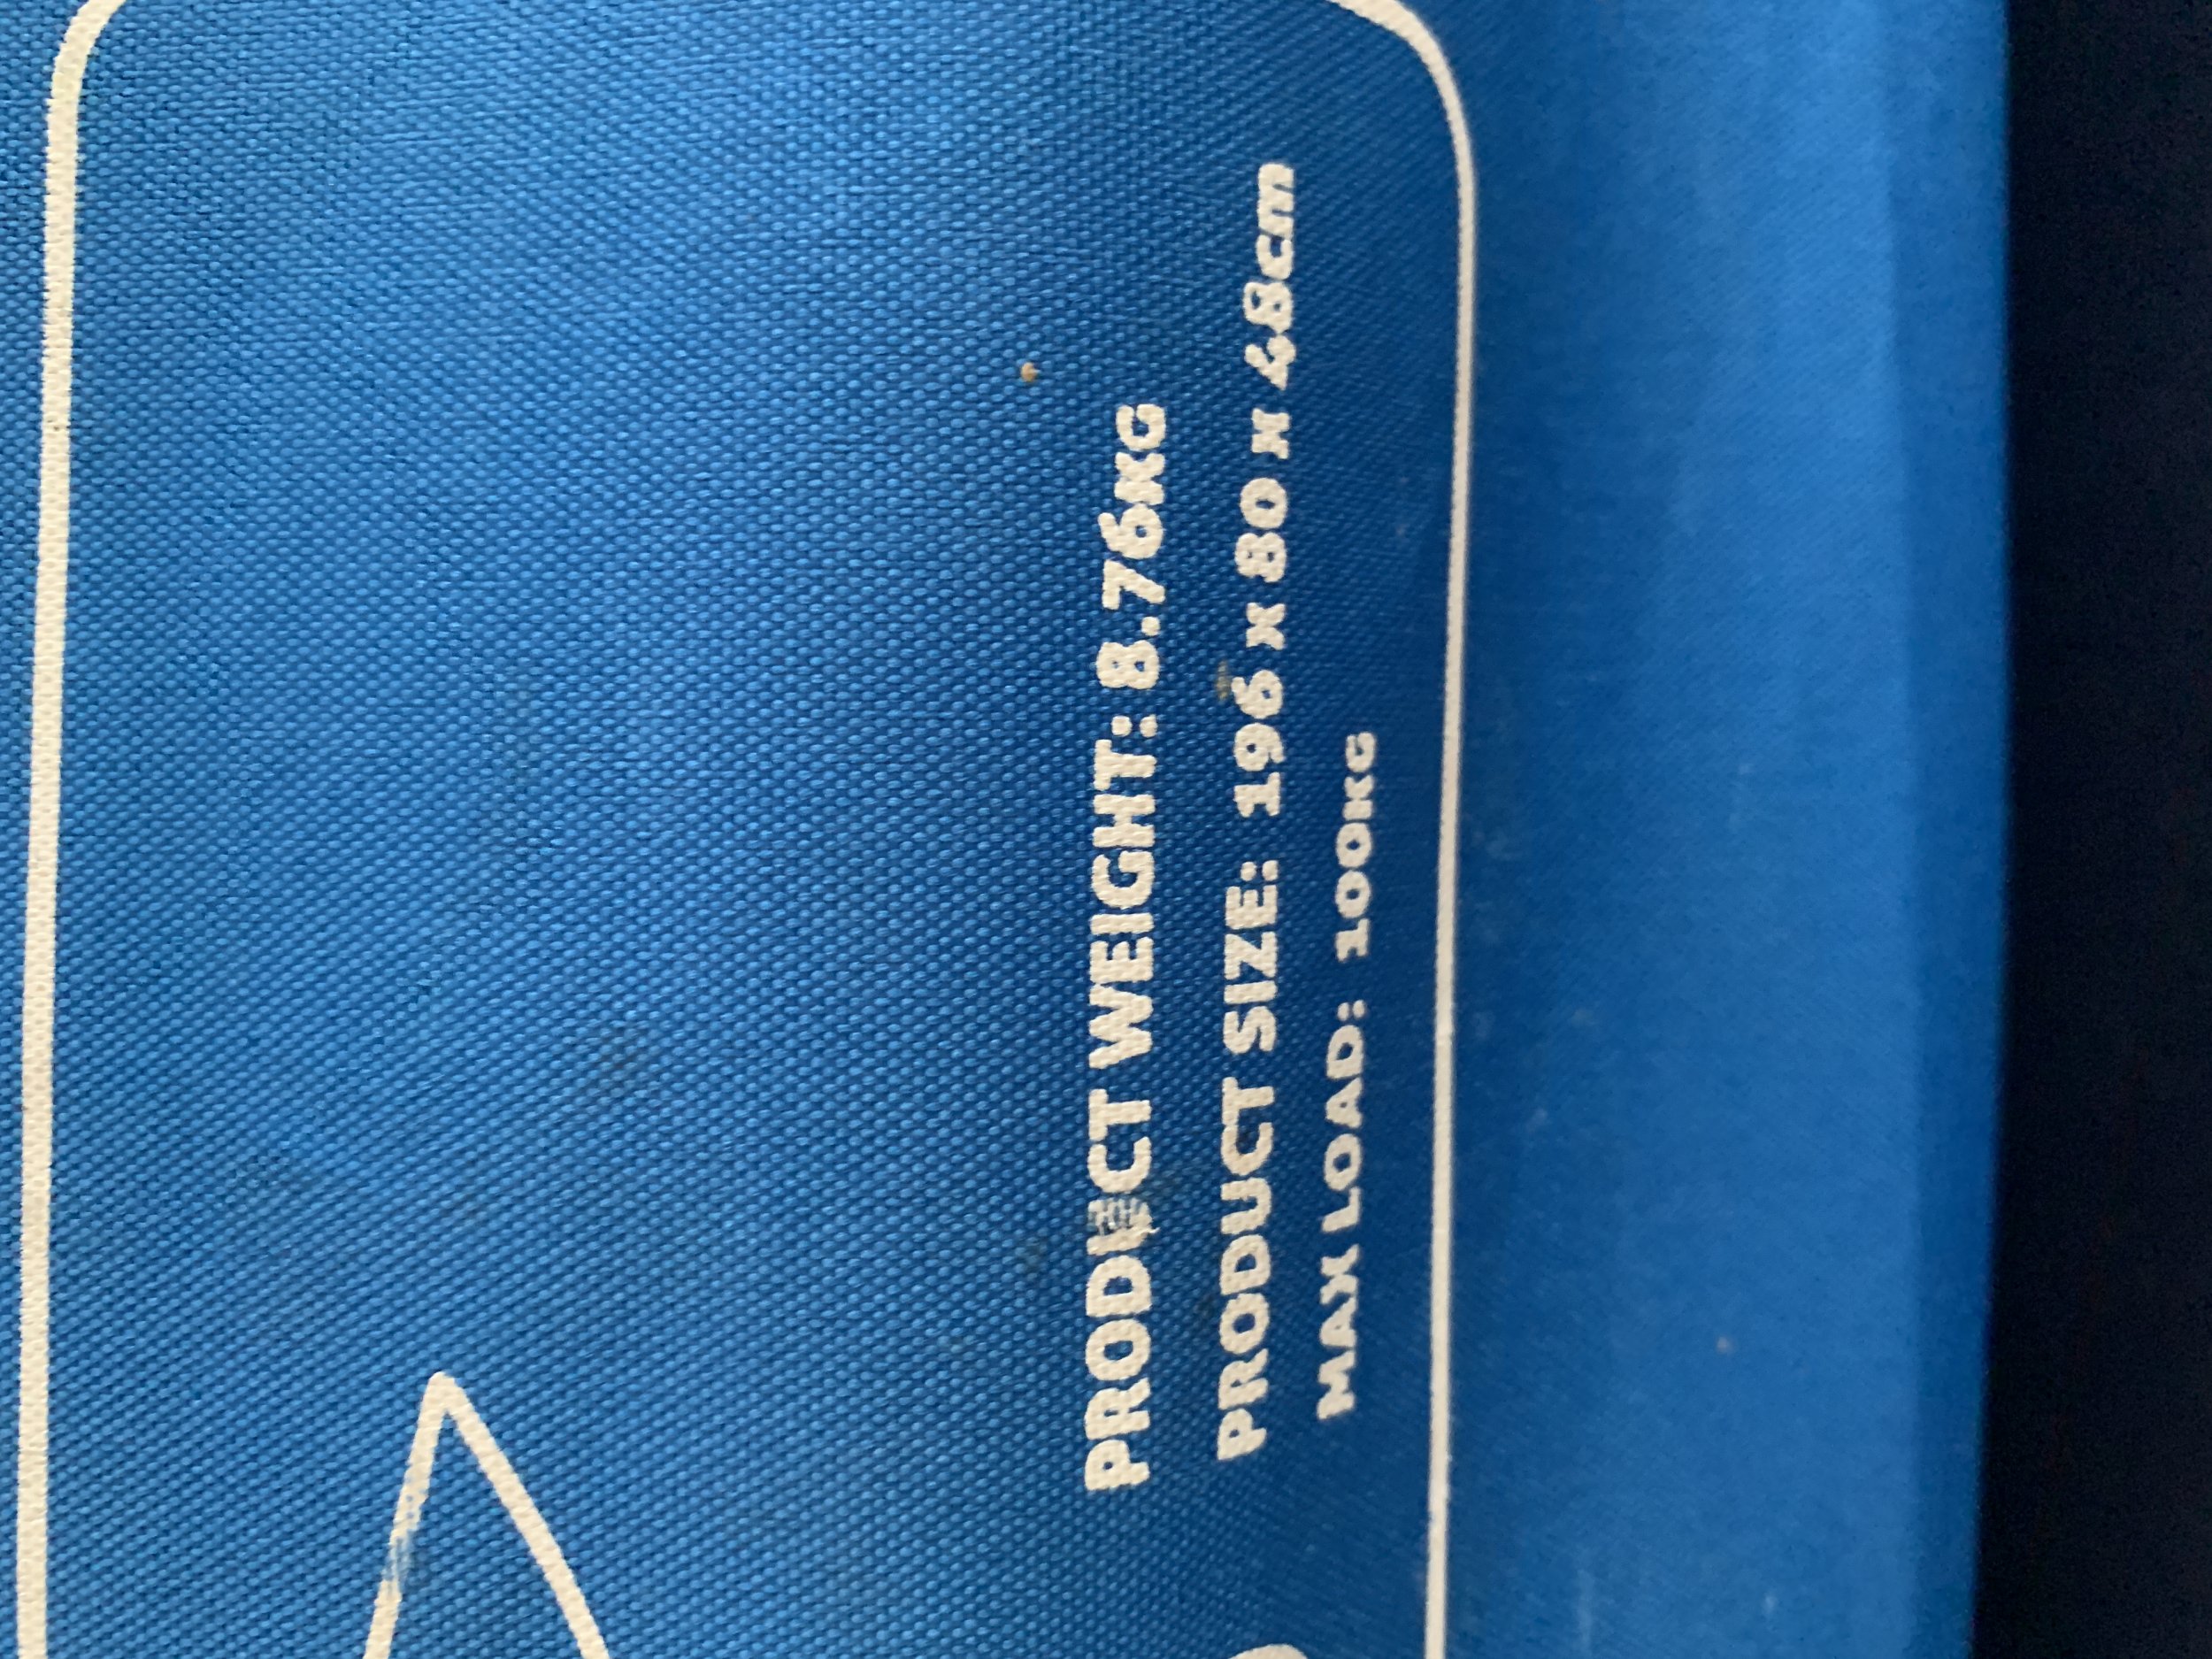 PRODUCT WEIGHT: 8.76KG
PRODUCT SIZE: 196 x 80 x 48cm
MAX LOAD: 100KG